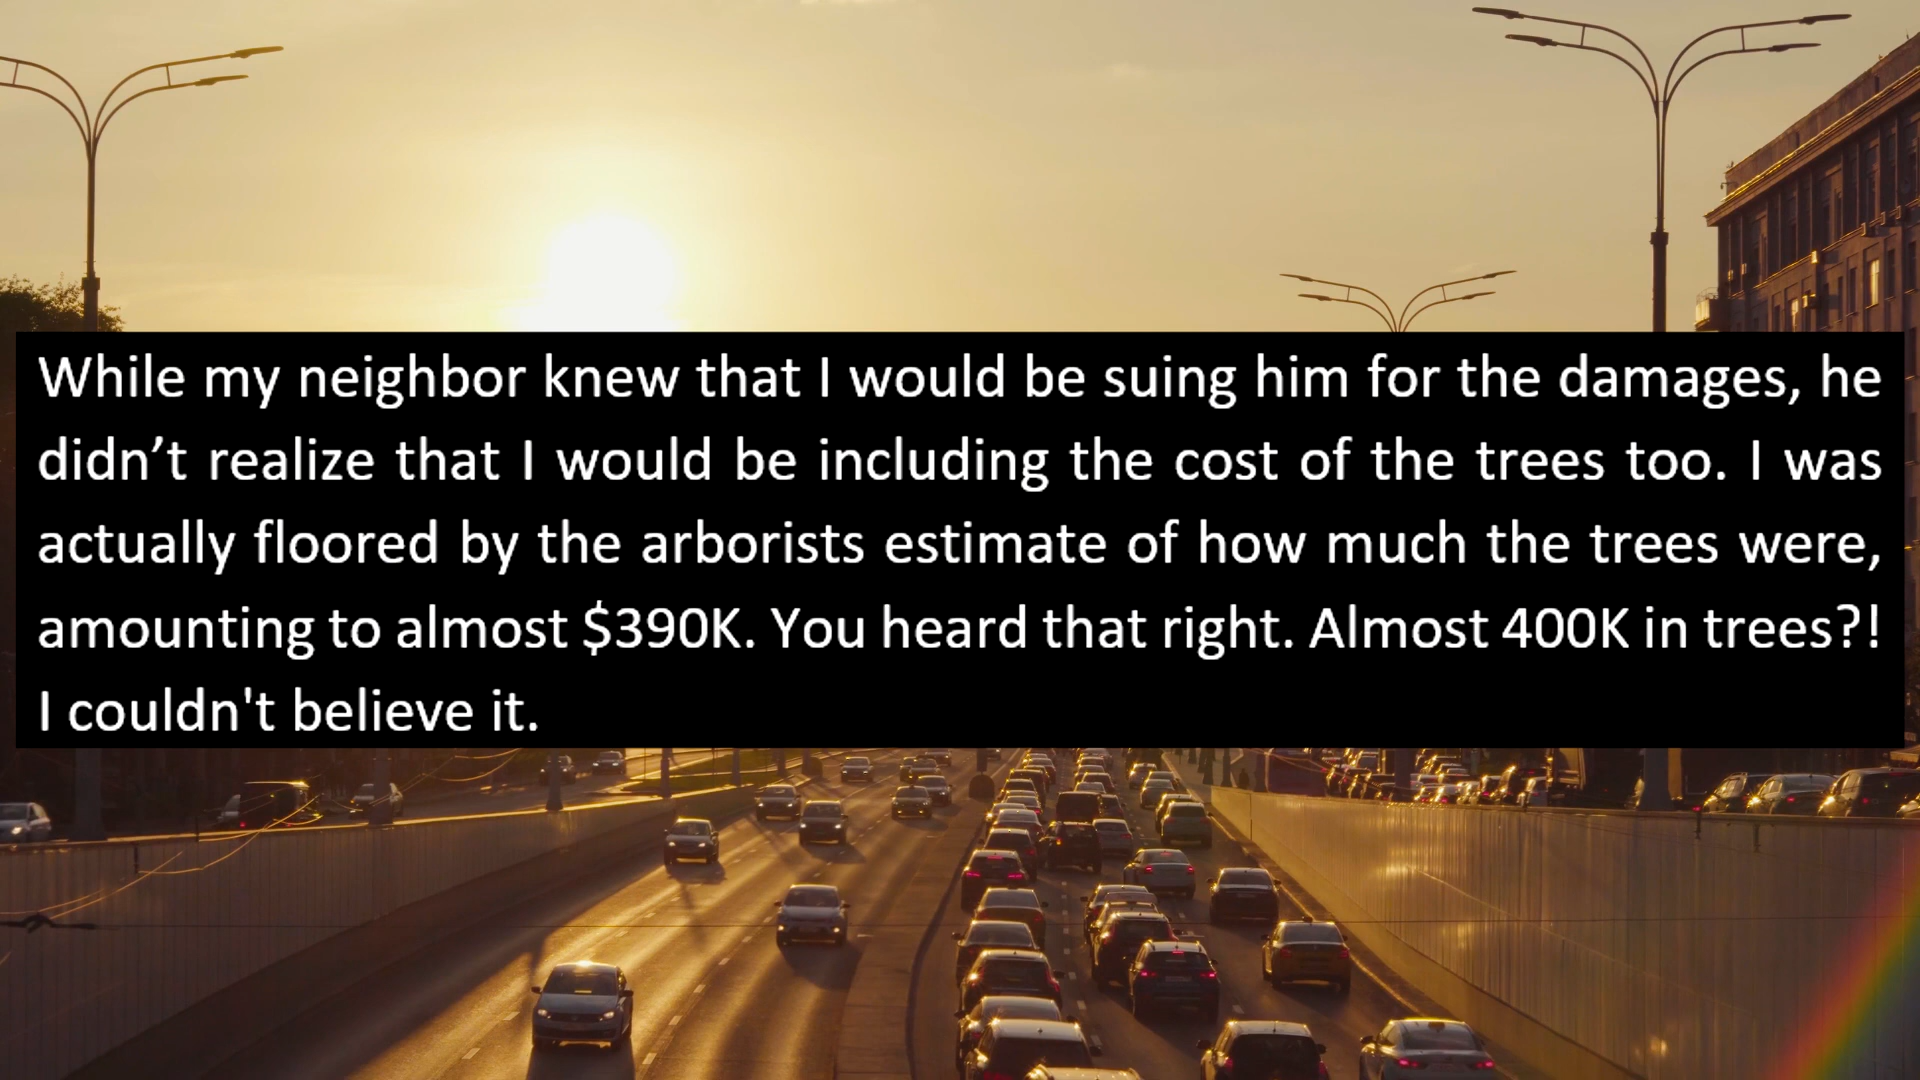 While my neighbor knew that I would be suing him for the damages, he
didn’t realize that I would be including the cost of the trees too. I was
actually floored by the arborists estimate of how much the trees were,
amounting to almost $390K. You heard that right. Almost 400K in trees?!
I couldn't believe it.